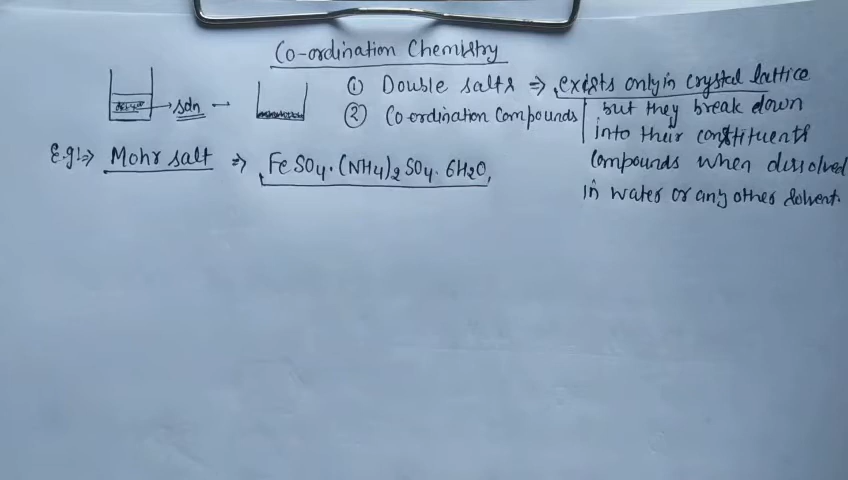 Co-ordination Chemistry
① Double salts ⇒ exists only in crystal lattice
soln → ② Co ordination Compounds but they break down
into their constituents
E.g:⇒ Mohr salt ⇒ FeSO4·(NH4)2SO4·6H2O, compounds when dissolved
in water or any other solvent.